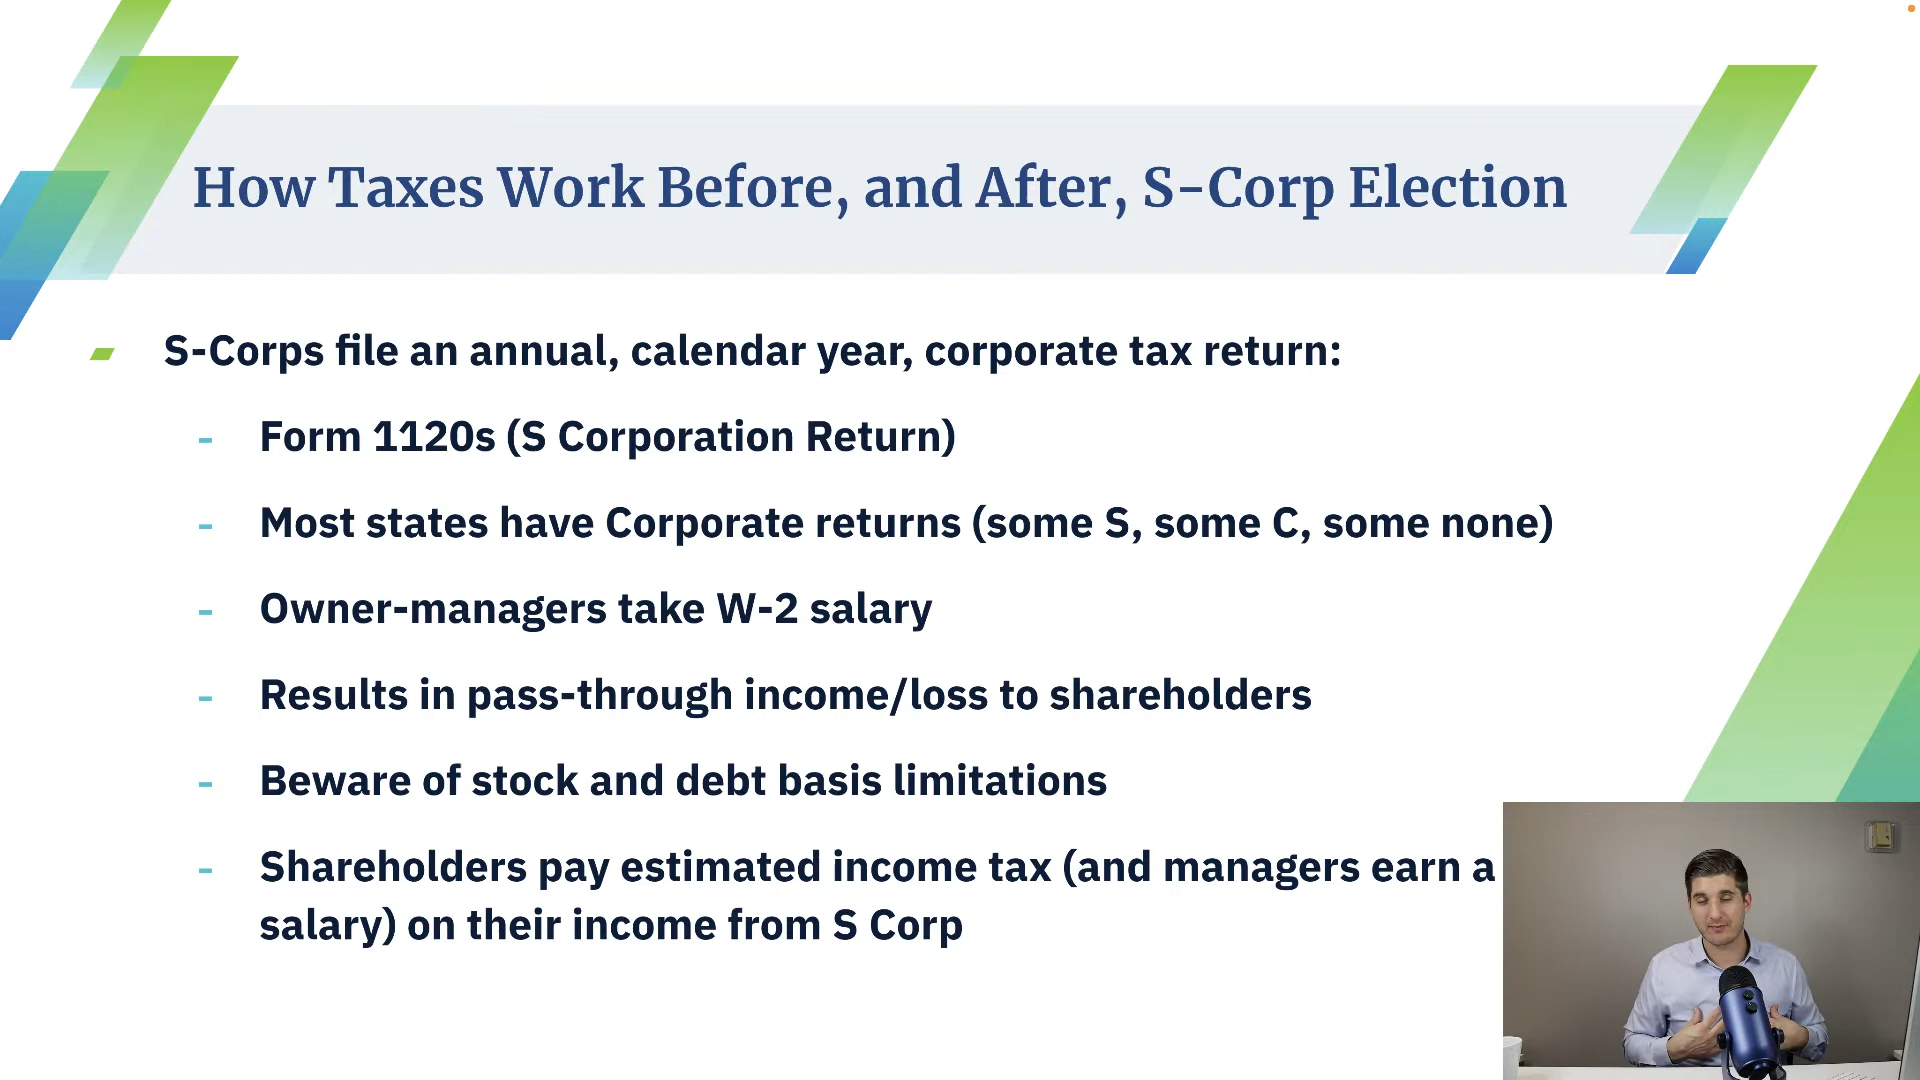 How Taxes Work Before, and After, S-Corp Election
S-Corps file an annual, calendar year, corporate tax return:
- Form 1120s (S Corporation Return)
- Most states have Corporate returns (some S, some C, some none)
- Owner-managers take W-2 salary
- Results in pass-through income/loss to shareholders
- Beware of stock and debt basis limitations
- Shareholders pay estimated income tax (and managers earn a
salary) on their income from S Corp